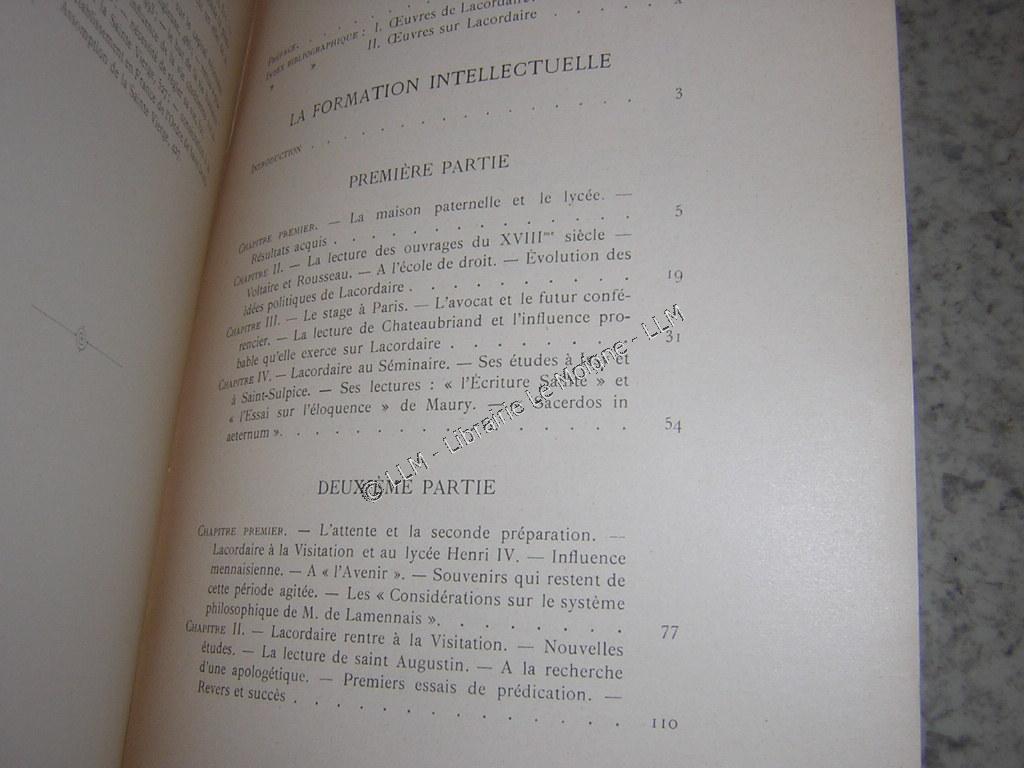 Préface. . . . . . . . .
Index bibliographique : I. Œuvres de Lacordaire.
» » II. Œuvres sur Lacordaire . . . . x
LA FORMATION INTELLECTUELLE
Introduction . . . . . . . . . . . . . . . 3
PREMIÈRE PARTIE
Chapitre premier. — La maison paternelle et le lycée. —
Résultats acquis . . . . . . . . . . . . 5
Chapitre II. — La lecture des ouvrages du XVIIIme siècle —
Voltaire et Rousseau. — A l'école de droit. — Évolution des
idées politiques de Lacordaire . . . . . . . . . 19
Chapitre III. — Le stage à Paris. — L'avocat et le futur confé-
rencier. — La lecture de Chateaubriand et l'influence pro-
bable qu'elle exerce sur Lacordaire . . . . . . . 31
Chapitre IV. — Lacordaire au Séminaire. — Ses études à Issy et
à Saint-Sulpice. — Ses lectures : « l'Écriture Sainte » et
« l'Essai sur l'éloquence » de Maury. — « Sacerdos in
aeternum ». . . . . . . . . . . . . . . 54
DEUXIÈME PARTIE
Chapitre premier. — L'attente et la seconde préparation. —
Lacordaire à la Visitation et au lycée Henri IV. — Influence
mennaisienne. — A « l'Avenir ». — Souvenirs qui restent de
cette période agitée. — Les « Considérations sur le système
philosophique de M. de Lamennais ». . . . . . . . 77
Chapitre II. — Lacordaire rentre à la Visitation. — Nouvelles
études. — La lecture de saint Augustin. — A la recherche
d'une apologétique. — Premiers essais de prédication. —
Revers et succès . . . . . . . . . . . . . 110
© LLM - Librairie Le Moigne - LLM